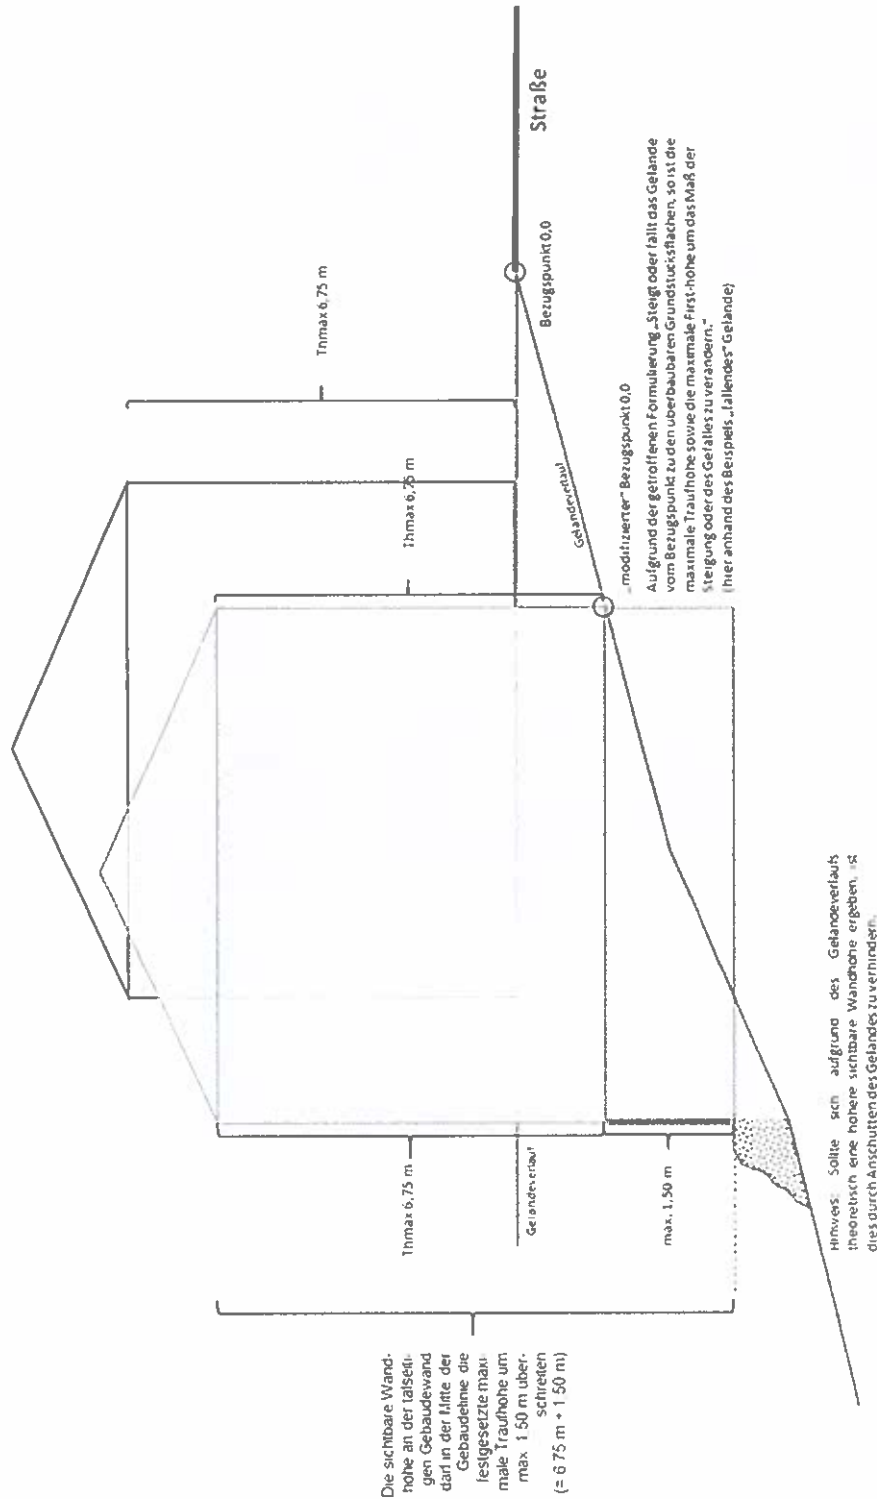 Die sichtbare Wand-
höhe an der talseiti-
gen Gebäudewand
darf in der Mitte der
Gebäudelinie die
festgesetzte maxi-
male Traufhöhe um
max. 1.50 m über-
schreiten
(= 6.75 m + 1.50 m)
Thmax 6,75 m
Geländeverlauf
max. 1,50 m
Thmax 6,75 m
Thmax 6,75 m
Geländeverlauf
Bezugspunkt 0,0
Straße
„modifizierter" Bezugspunkt 0,0
Aufgrund der getroffenen Formulierung „Steigt oder fällt das Gelände
vom Bezugspunkt zu den überbaubaren Grundstücksflächen, so ist die
maximale Traufhöhe sowie die maximale First-höhe um das Maß der
Steigung oder des Gefälles zu verändern."
(hier anhand des Beispiels „fallendes" Gelände)
Hinweis: Sollte sich aufgrund des Geländeverlaufs
theoretisch eine höhere sichtbare Wandhöhe ergeben, ist
dies durch Anschütten des Geländes zu verhindern.